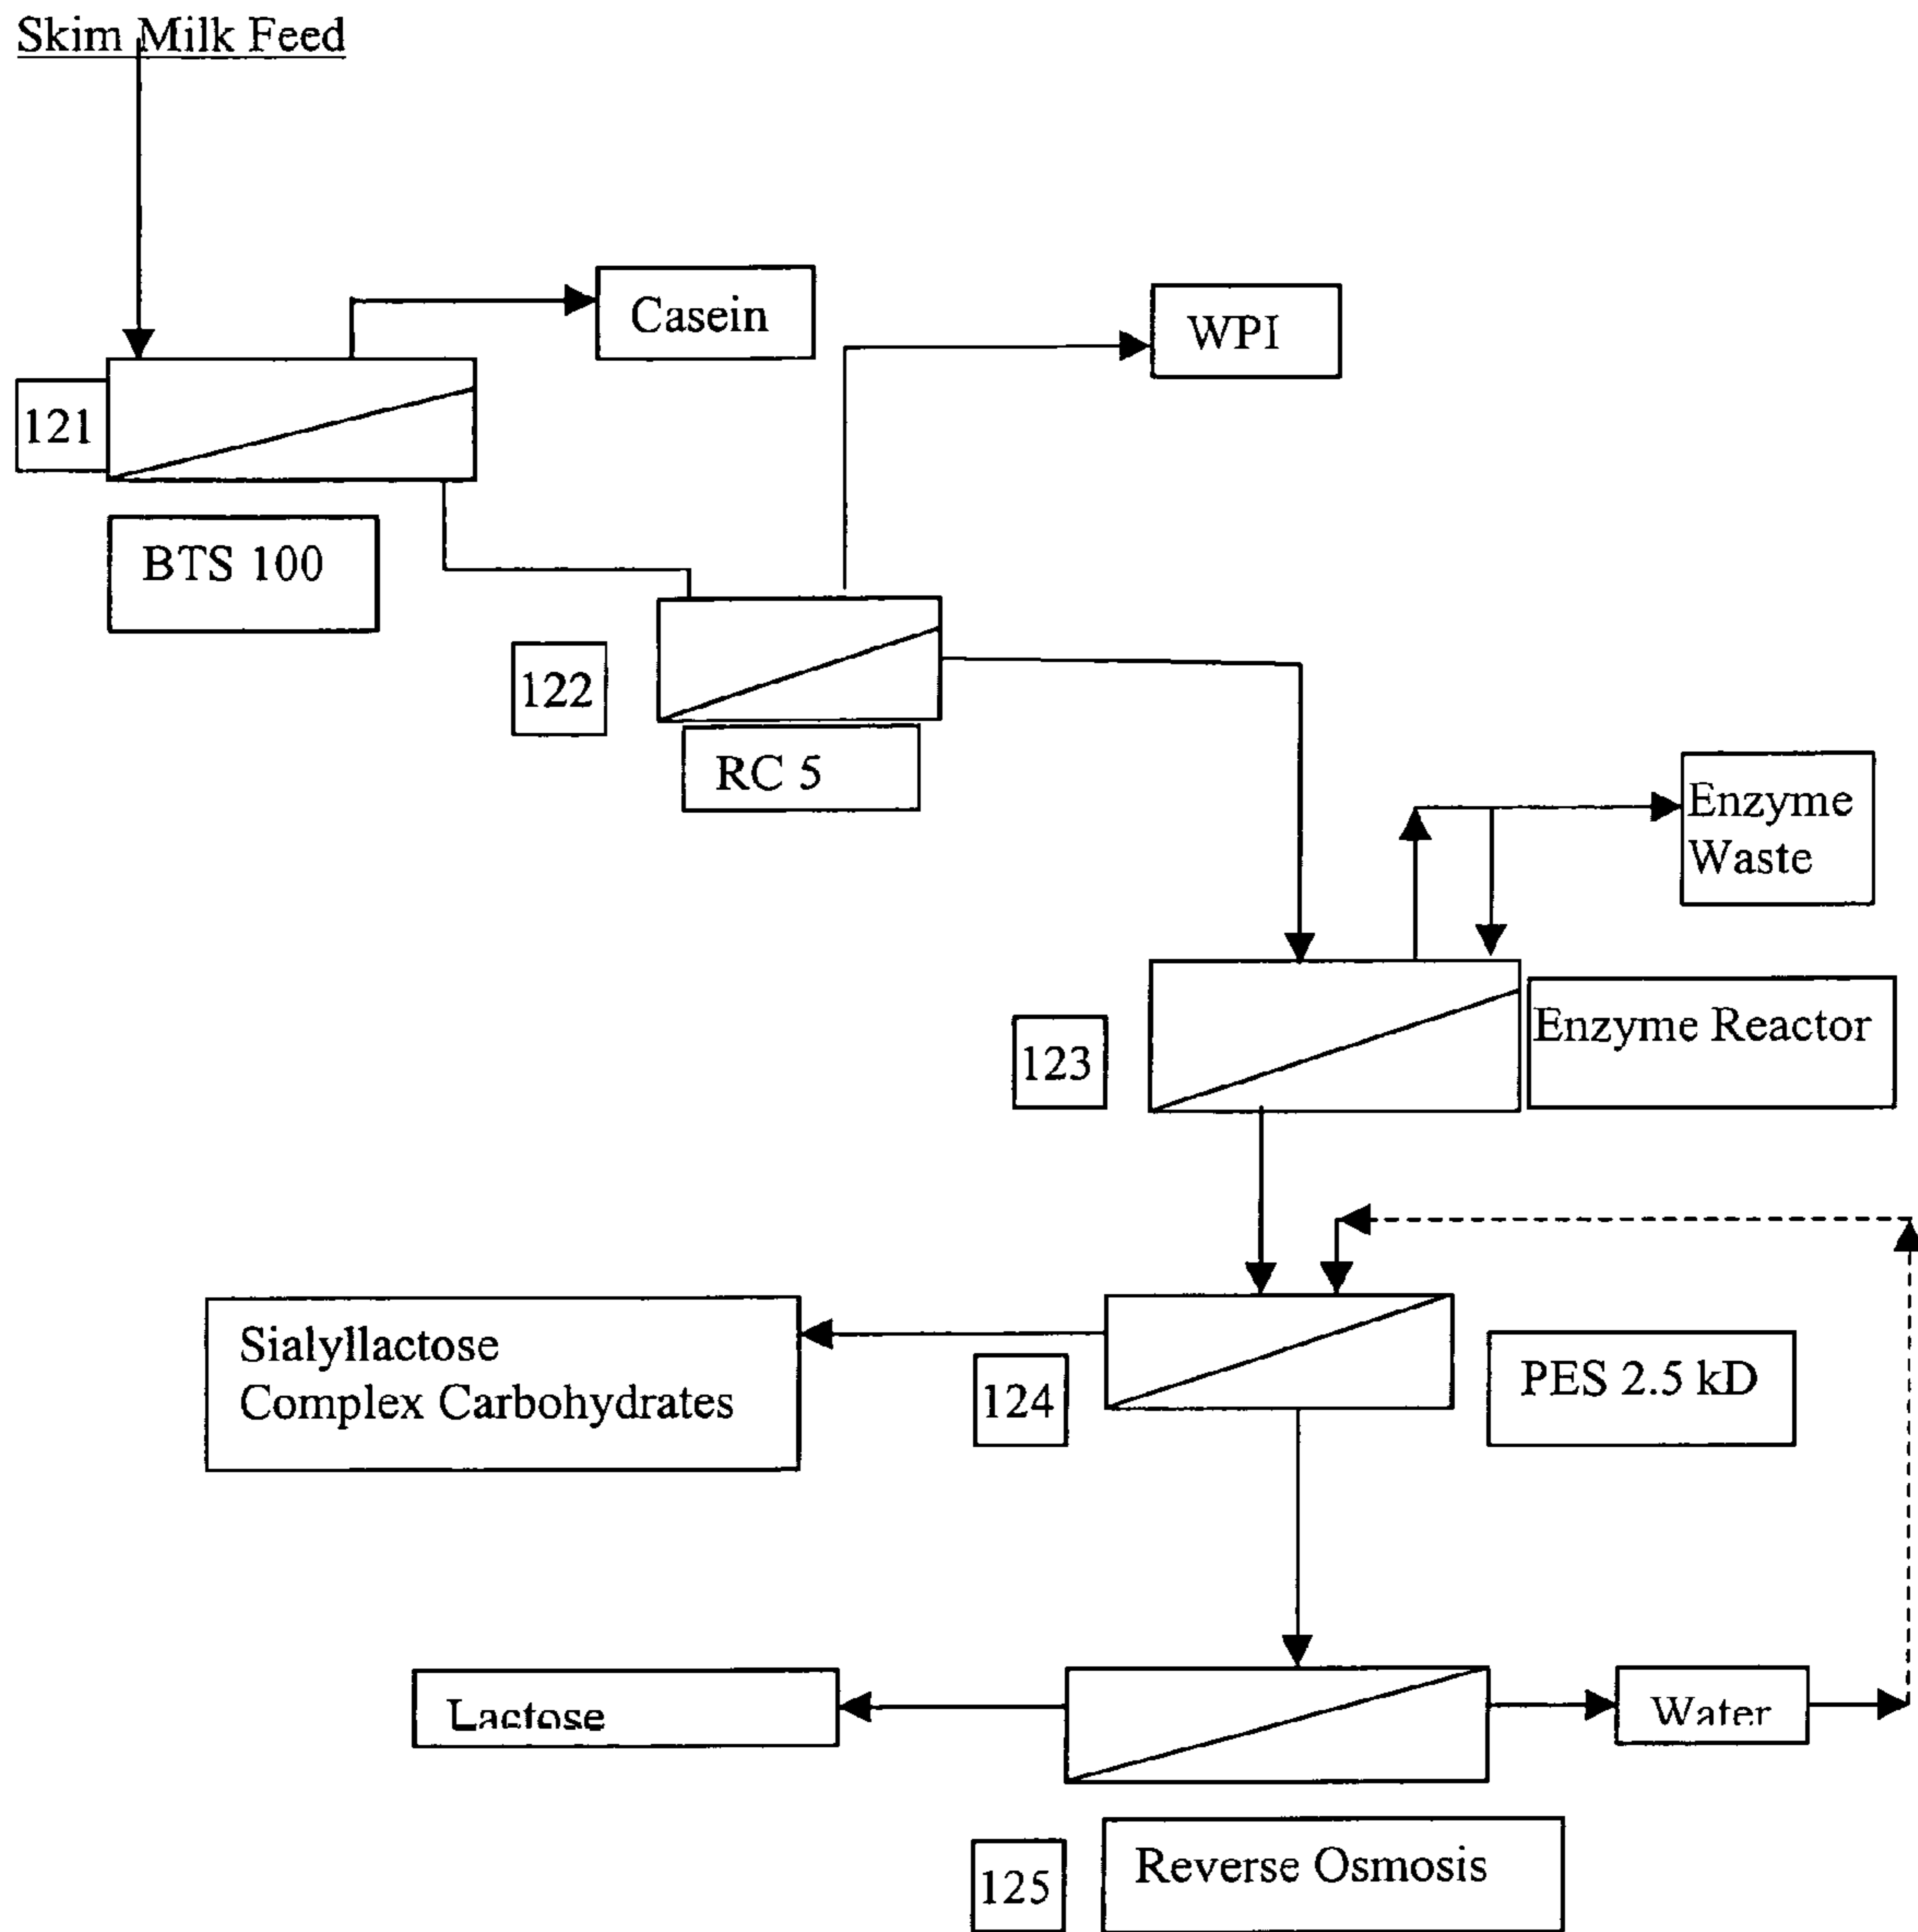 Skim Milk Feed
Casein
WPI
121
BTS 100
122
RC 5
Enzyme
Waste
123
Enzyme Reactor
Sialyllactose
Complex Carbohydrates
124
PES 2.5 kD
Lactose
Water
125
Reverse Osmosis